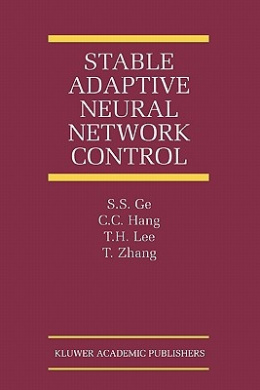 STABLE
ADAPTIVE
NEURAL
NETWORK
CONTROL
S.S. Ge
C.C. Hang
T.H. Lee
T. Zhang
KLUWER ACADEMIC PUBLISHERS